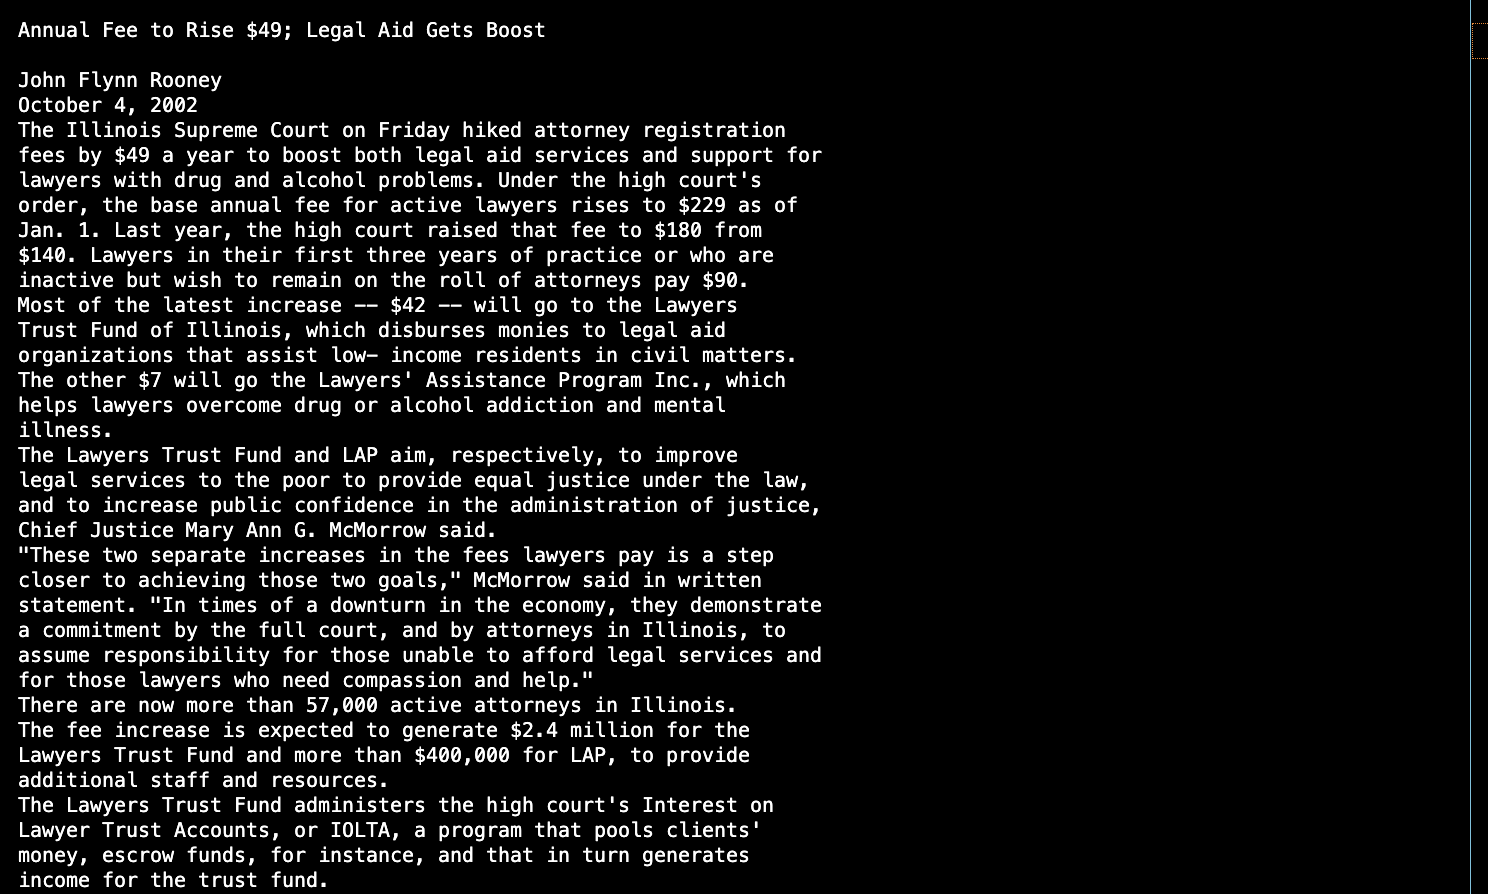 Annual Fee to Rise $49; Legal Aid Gets Boost
John Flynn Rooney
October 4, 2002
The Illinois Supreme Court on Friday hiked attorney registration
fees by $49 a year to boost both legal aid services and support for
lawyers with drug and alcohol problems. Under the high court's
order, the base annual fee for active lawyers rises to $229 as of
Jan. 1. Last year, the high court raised that fee to $180 from
$140. Lawyers in their first three years of practice or who are
inactive but wish to remain on the roll of attorneys pay $90.
Most of the latest increase -- $42 -- will go to the Lawyers
Trust Fund of Illinois, which disburses monies to legal aid
organizations that assist low- income residents in civil matters.
The other $7 will go the Lawyers' Assistance Program Inc., which
helps lawyers overcome drug or alcohol addiction and mental
illness.
The Lawyers Trust Fund and LAP aim, respectively, to improve
legal services to the poor to provide equal justice under the law,
and to increase public confidence in the administration of justice,
Chief Justice Mary Ann G. McMorrow said.
"These two separate increases in the fees lawyers pay is a step
closer to achieving those two goals," McMorrow said in written
statement. "In times of a downturn in the economy, they demonstrate
a commitment by the full court, and by attorneys in Illinois, to
assume responsibility for those unable to afford legal services and
for those lawyers who need compassion and help."
There are now more than 57,000 active attorneys in Illinois.
The fee increase is expected to generate $2.4 million for the
Lawyers Trust Fund and more than $400,000 for LAP, to provide
additional staff and resources.
The Lawyers Trust Fund administers the high court's Interest on
Lawyer Trust Accounts, or IOLTA, a program that pools clients'
money, escrow funds, for instance, and that in turn generates
income for the trust fund.